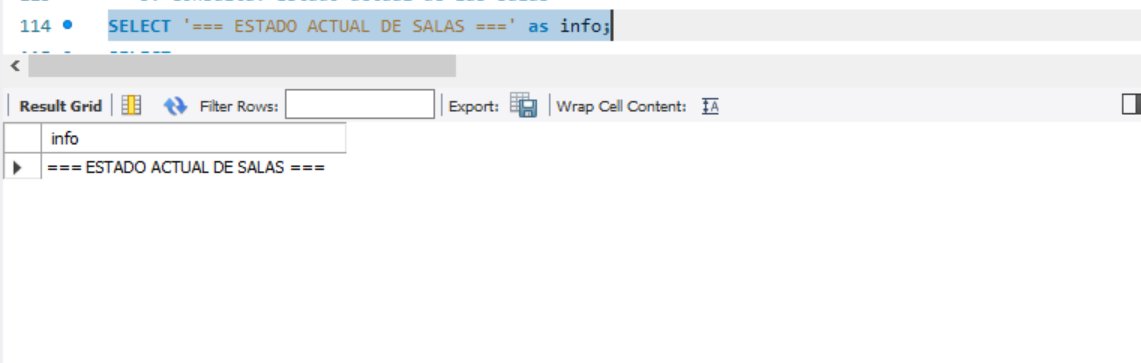 114 SELECT '=== ESTADO ACTUAL DE SALAS ===' as info;
Result Grid Filter Rows: Export: Wrap Cell Content:
info
=== ESTADO ACTUAL DE SALAS ===